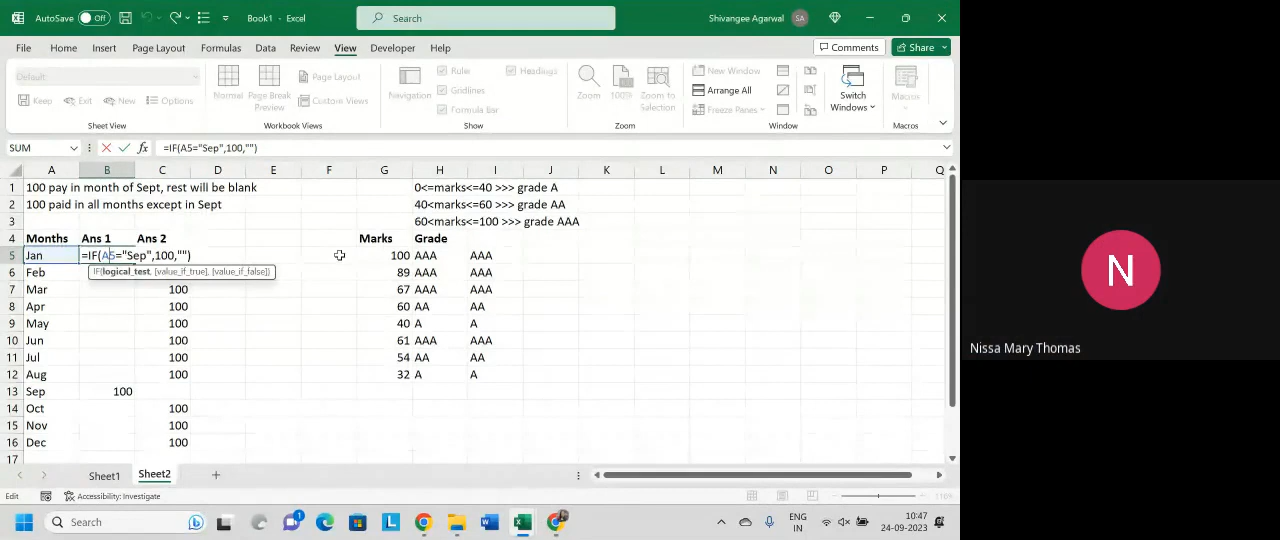 AutoSave Off Book1 - Excel Search Shivangee Agarwal SA
File Home Insert Page Layout Formulas Data Review View Developer Help Comments Share
Default
Keep Exit New Options
Sheet View
Normal Page Break Preview Page Layout Custom Views
Workbook Views
Navigation Ruler Gridlines Formula Bar Headings
Show
Zoom 100% Zoom to Selection
Zoom
New Window Arrange All Freeze Panes Switch Windows
Window
Macros
Macros
SUM fx =IF(A5="Sep",100,"")
A B C D E F G H I J K L M N O P Q
1 100 pay in month of Sept, rest will be blank 0<=marks<=40 >>> grade A
2 100 paid in all months except in Sept 40<marks<=60 >>> grade AA
3 60<marks<=100 >>> grade AAA
4 Months Ans 1 Ans 2 Marks Grade
5 Jan =IF(A5="Sep",100,"") 100 AAA AAA
IF(logical_test, [value_if_true], [value_if_false])
6 Feb 89 AAA AAA
7 Mar 100 67 AAA AAA
8 Apr 100 60 AA AA
9 May 100 40 A A
10 Jun 100 61 AAA AAA
11 Jul 100 54 AA AA
12 Aug 100 32 A A
13 Sep 100
14 Oct 100
15 Nov 100
16 Dec 100
17
Sheet1 Sheet2
Edit Accessibility: Investigate
Search ENG IN 10:47 24-09-2023
N
Nissa Mary Thomas